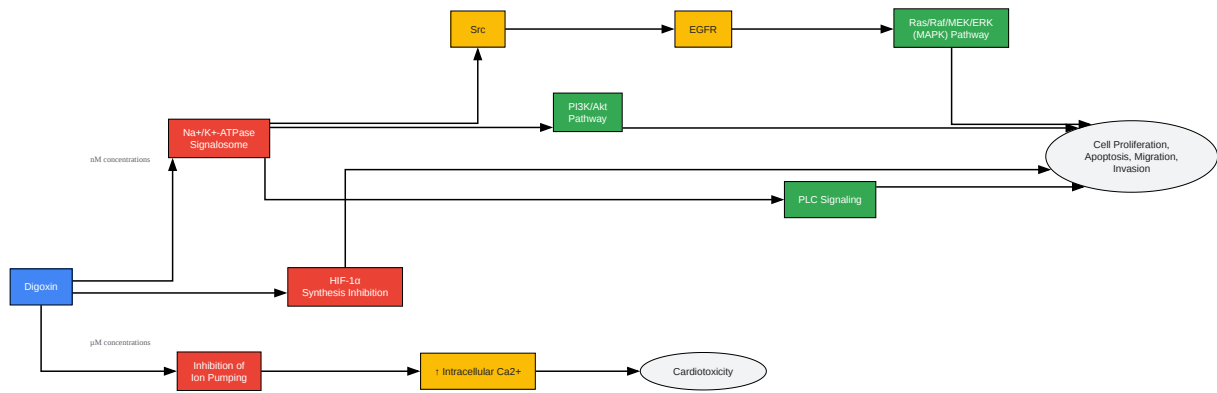 Src
EGFR
Ras/Raf/MEK/ERK
(MAPK) Pathway
PI3K/Akt
Pathway
Na+/K+-ATPase
Signalosome
Cell Proliferation,
Apoptosis, Migration,
Invasion
nM concentrations
PLC Signaling
Digoxin
HIF-1α
Synthesis Inhibition
µM concentrations
Inhibition of
Ion Pumping
↑ Intracellular Ca2+
Cardiotoxicity